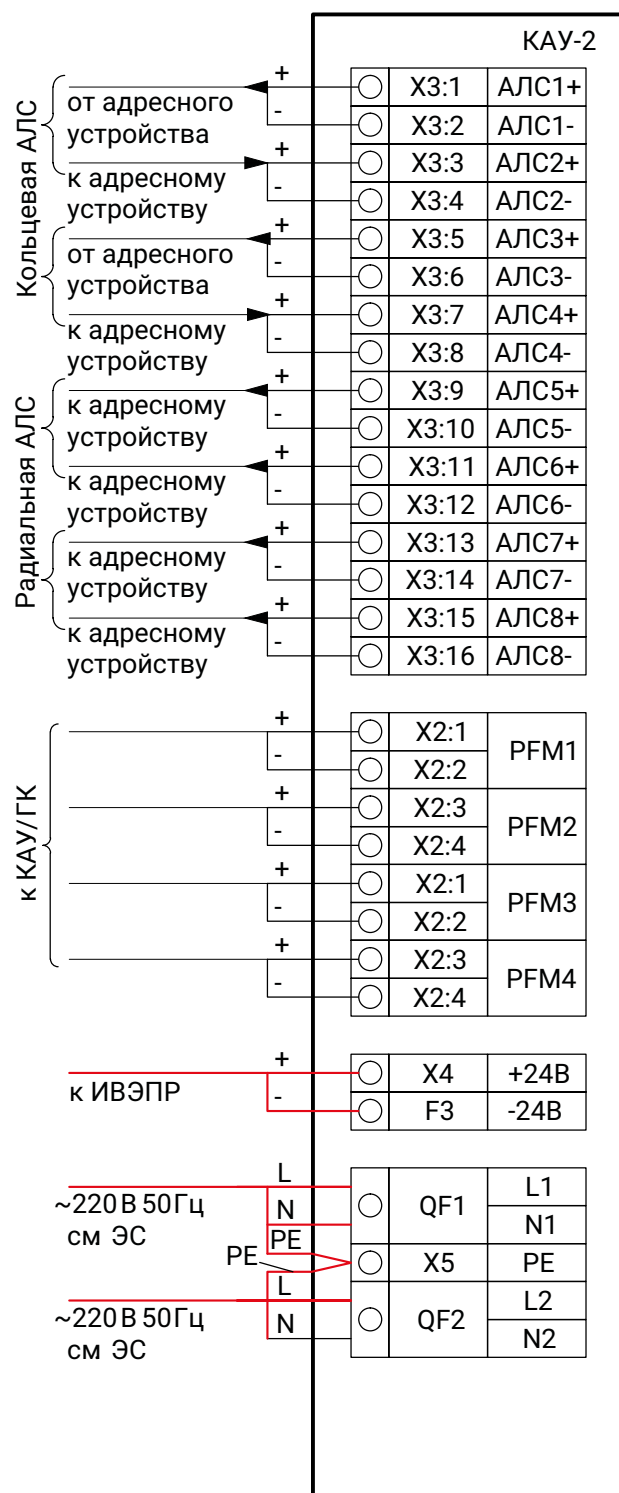 КАУ-2
Кольцевая АЛС
+ X3:1 АЛС1+
от адресного
устройства
- X3:2 АЛС1-
+ X3:3 АЛС2+
к адресному
устройству
- X3:4 АЛС2-
+ X3:5 АЛС3+
от адресного
устройства
- X3:6 АЛС3-
+ X3:7 АЛС4+
к адресному
устройству
- X3:8 АЛС4-
Радиальная АЛС
+ X3:9 АЛС5+
к адресному
устройству
- X3:10 АЛС5-
+ X3:11 АЛС6+
к адресному
устройству
- X3:12 АЛС6-
+ X3:13 АЛС7+
к адресному
устройству
- X3:14 АЛС7-
+ X3:15 АЛС8+
к адресному
устройству
- X3:16 АЛС8-
к КАУ/ГК
+ X2:1 PFM1
- X2:2
+ X2:3 PFM2
- X2:4
+ X2:1 PFM3
- X2:2
+ X2:3 PFM4
- X2:4
к ИВЭПР
+ X4 +24В
- F3 -24В
~220 В 50 Гц
см ЭС
L QF1 L1
N N1
PE X5 PE
PE
~220 В 50 Гц
см ЭС
L QF2 L2
N N2